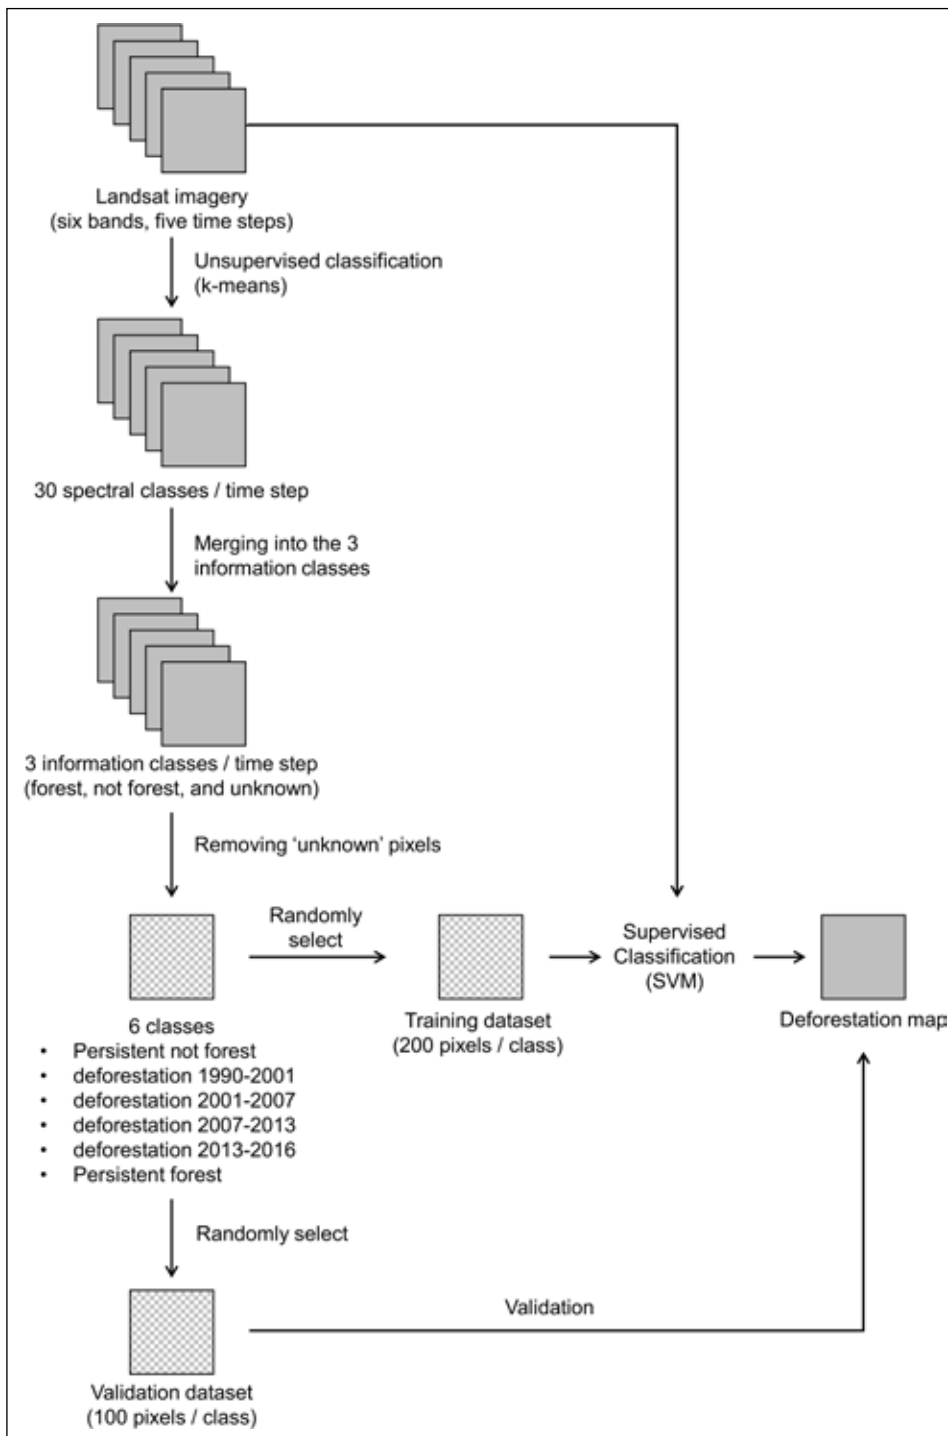 Landsat imagery
(six bands, five time steps)
Unsupervised classification
(k-means)
30 spectral classes / time step
Merging into the 3
information classes
3 information classes / time step
(forest, not forest, and unknown)
Removing ‘unknown’ pixels
Randomly
select
Supervised
Classification
(SVM)
6 classes
• Persistent not forest
• deforestation 1990-2001
• deforestation 2001-2007
• deforestation 2007-2013
• deforestation 2013-2016
• Persistent forest
Training dataset
(200 pixels / class)
Deforestation map
Randomly select
Validation
Validation dataset
(100 pixels / class)